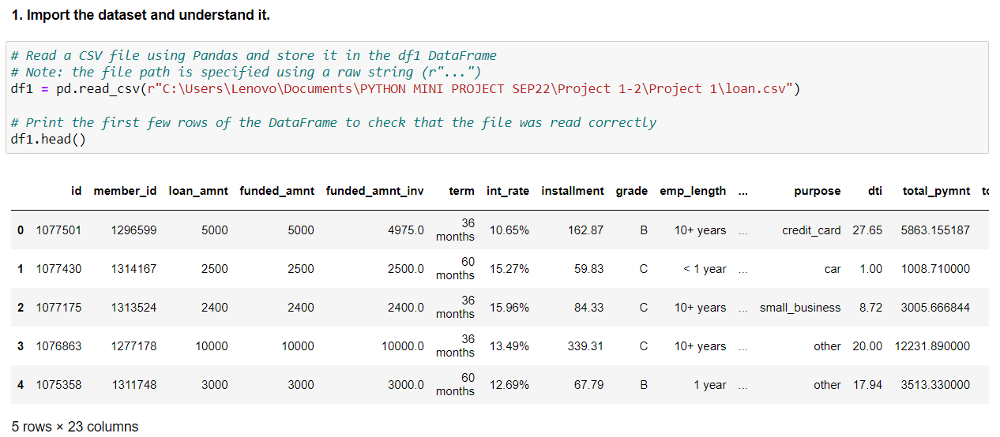 1. Import the dataset and understand it.
# Read a CSV file using Pandas and store it in the df1 DataFrame
# Note: the file path is specified using a raw string (r"...")
df1 = pd.read_csv(r"C:\Users\Lenovo\Documents\PYTHON MINI PROJECT SEP22\Project 1-2\Project 1\loan.csv")
# Print the first few rows of the DataFrame to check that the file was read correctly
df1.head()
id member_id loan_amnt funded_amnt funded_amnt_inv term int_rate installment grade emp_length ... purpose dti total_pymnt
0 1077501 1296599 5000 5000 4975.0 36 months 10.65% 162.87 B 10+ years ... credit_card 27.65 5863.155187
1 1077430 1314167 2500 2500 2500.0 60 months 15.27% 59.83 C < 1 year ... car 1.00 1008.710000
2 1077175 1313524 2400 2400 2400.0 36 months 15.96% 84.33 C 10+ years ... small_business 8.72 3005.666844
3 1076863 1277178 10000 10000 10000.0 36 months 13.49% 339.31 C 10+ years ... other 20.00 12231.890000
4 1075358 1311748 3000 3000 3000.0 60 months 12.69% 67.79 B 1 year ... other 17.94 3513.330000
5 rows × 23 columns